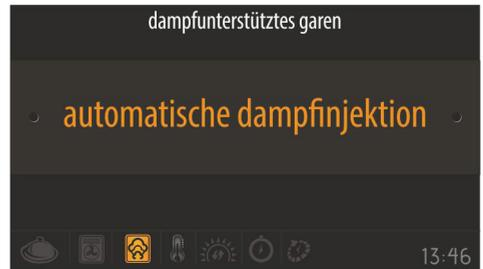 dampfunterstütztes garen
automatische dampfinjektion
13:46